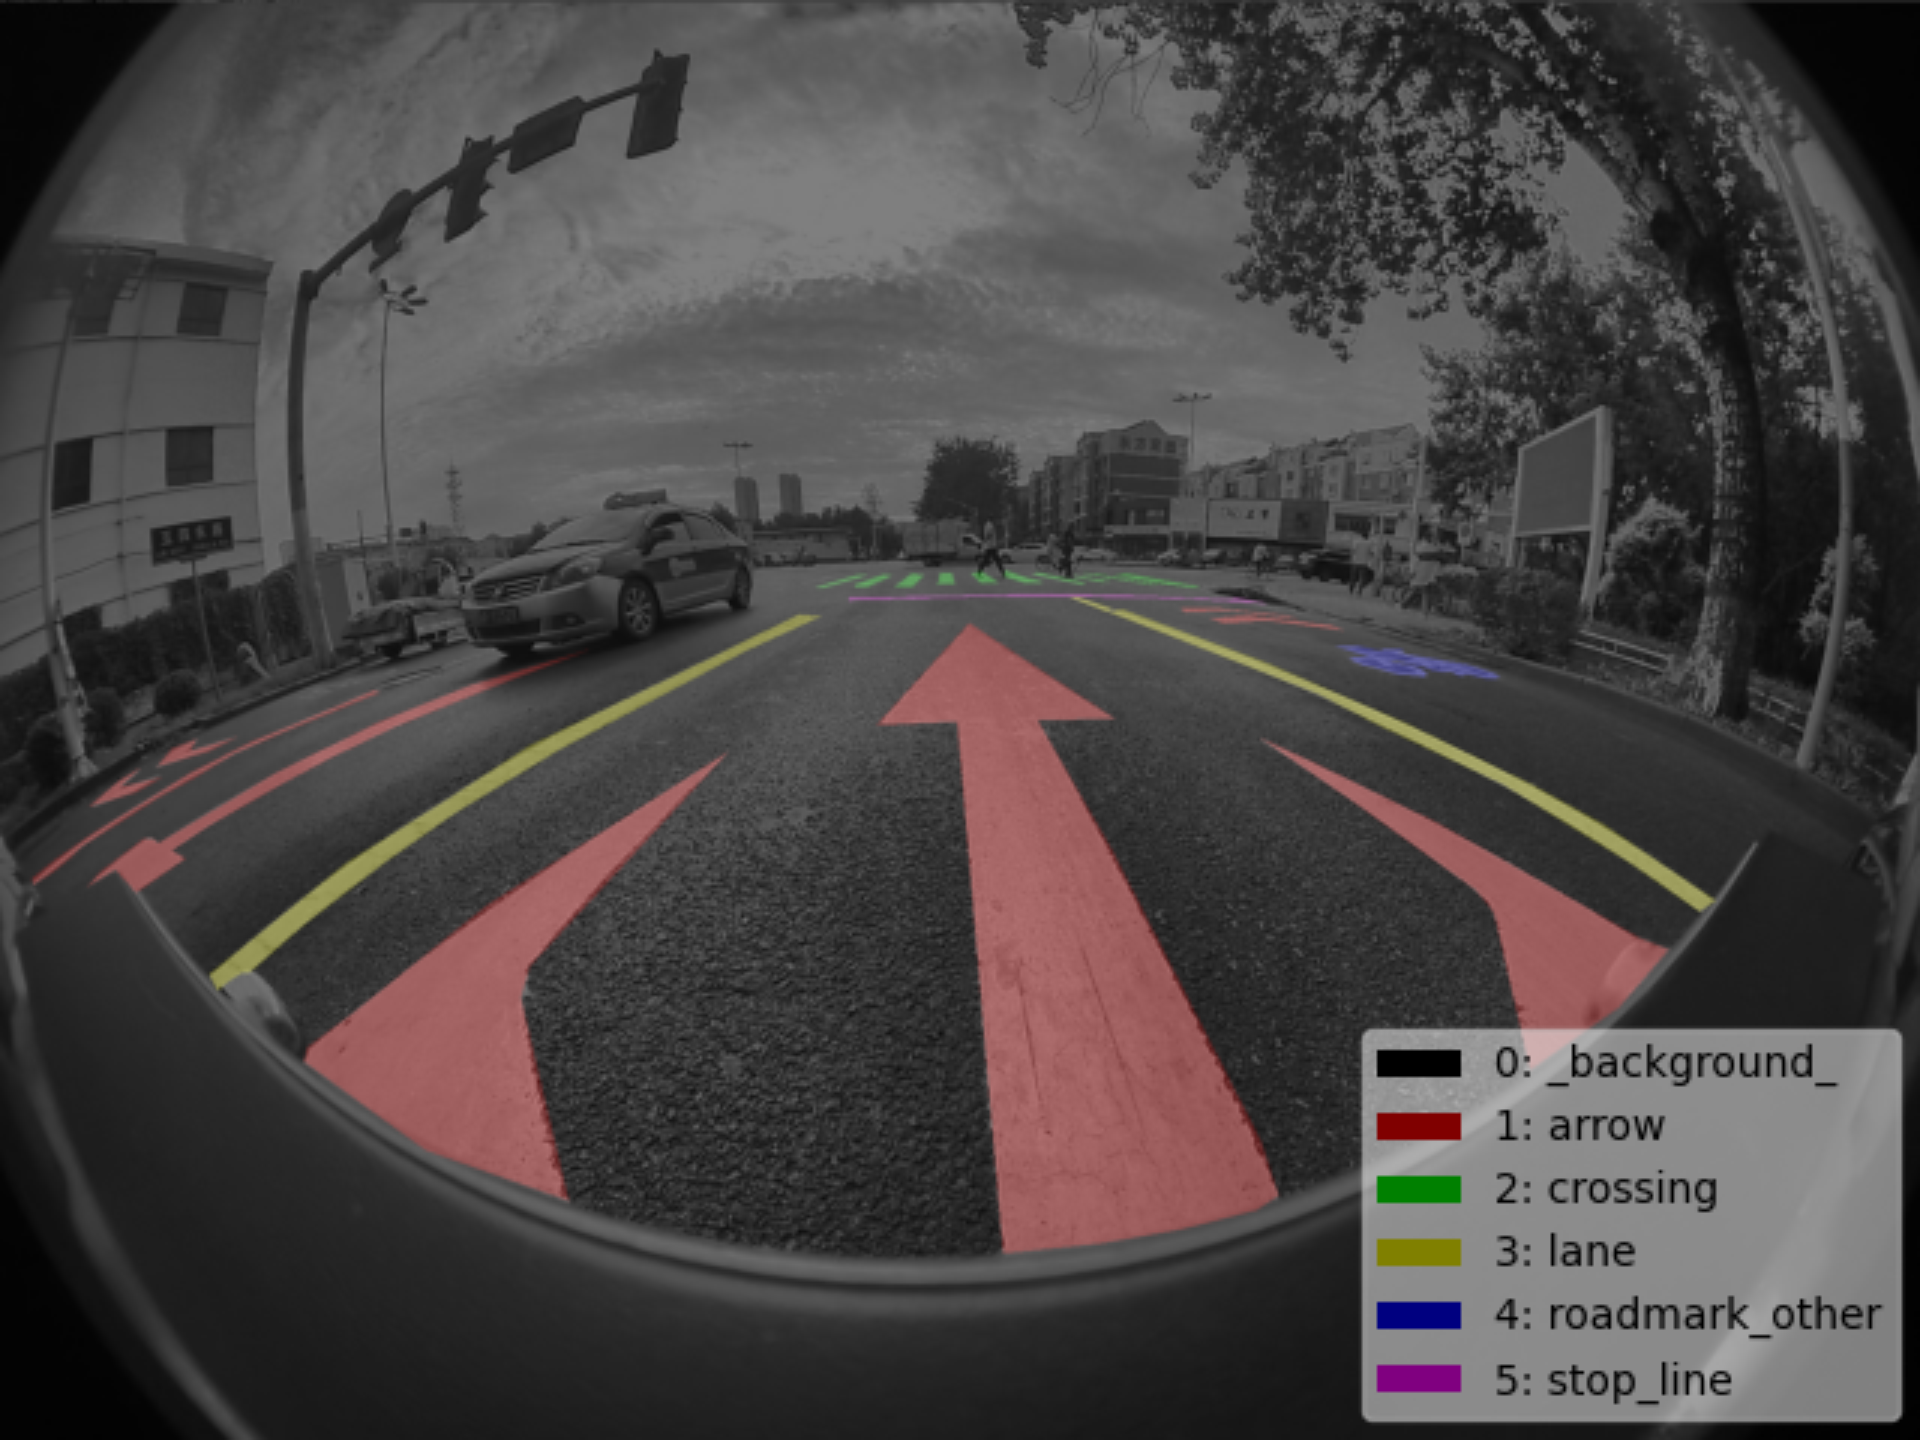 0: _background_
1: arrow
2: crossing
3: lane
4: roadmark_other
5: stop_line